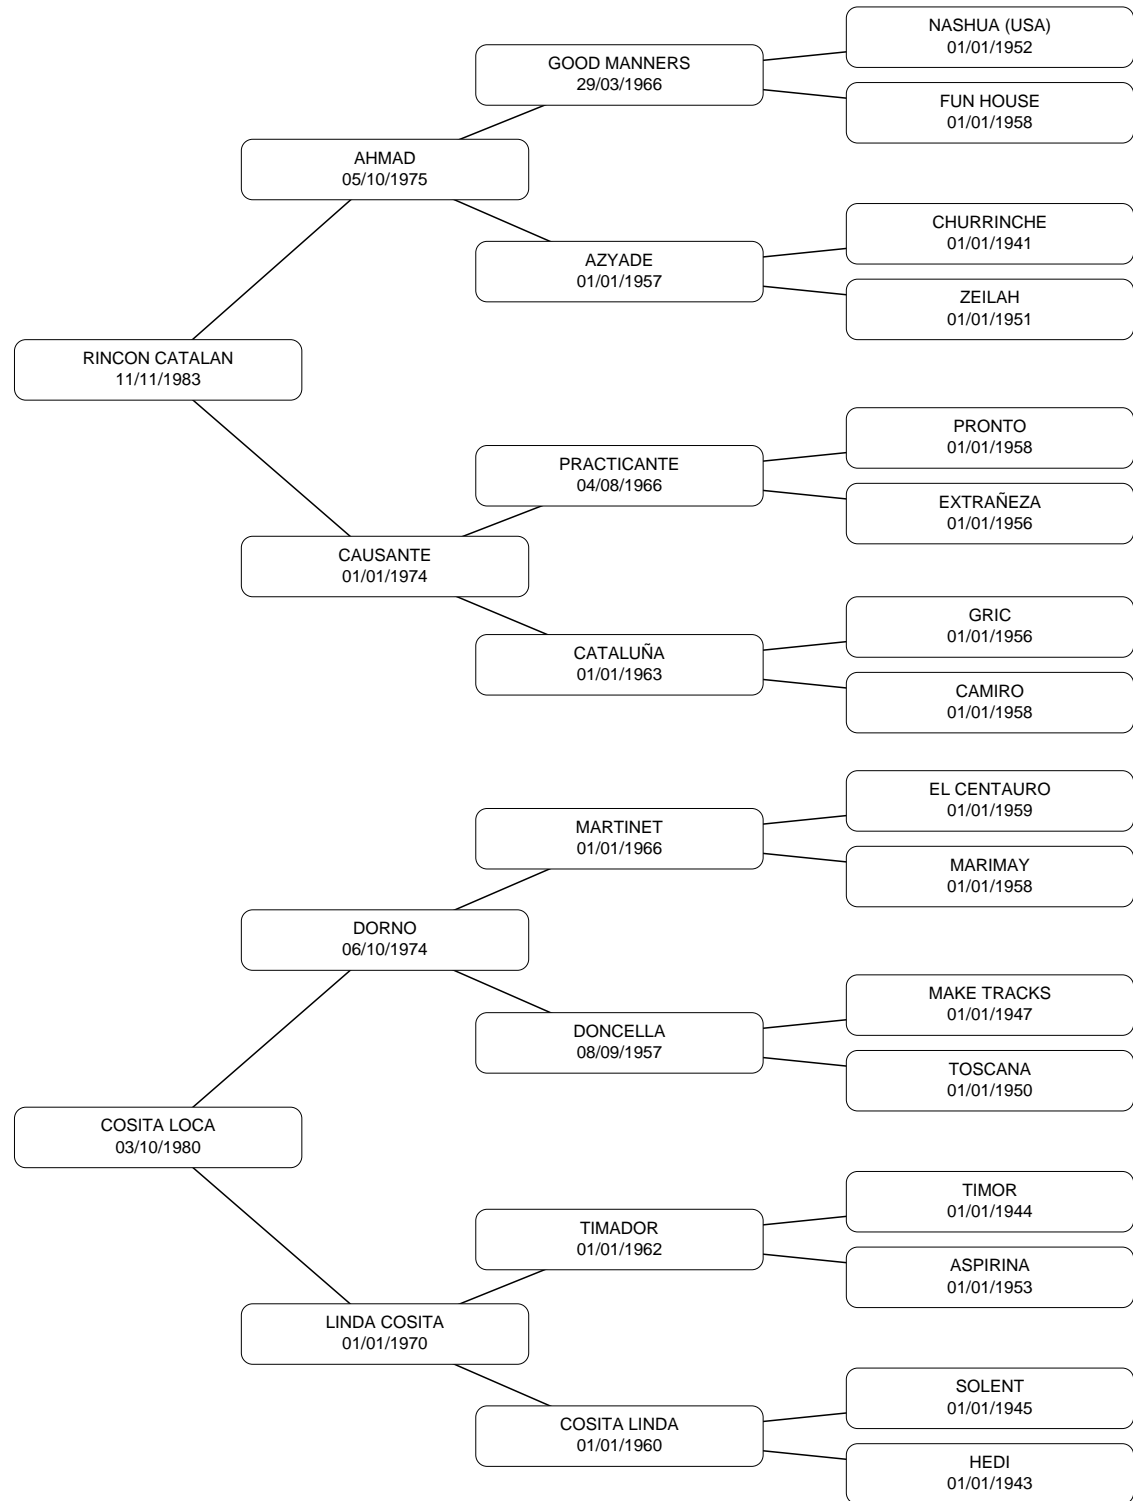 NASHUA (USA)
01/01/1952
GOOD MANNERS
29/03/1966
FUN HOUSE
01/01/1958
AHMAD
05/10/1975
CHURRINCHE
01/01/1941
AZYADE
01/01/1957
ZEILAH
01/01/1951
RINCON CATALAN
11/11/1983
PRONTO
01/01/1958
PRACTICANTE
04/08/1966
EXTRAÑEZA
01/01/1956
CAUSANTE
01/01/1974
GRIC
01/01/1956
CATALUÑA
01/01/1963
CAMIRO
01/01/1958
EL CENTAURO
01/01/1959
MARTINET
01/01/1966
MARIMAY
01/01/1958
DORNO
06/10/1974
MAKE TRACKS
01/01/1947
DONCELLA
08/09/1957
TOSCANA
01/01/1950
COSITA LOCA
03/10/1980
TIMOR
01/01/1944
TIMADOR
01/01/1962
ASPIRINA
01/01/1953
LINDA COSITA
01/01/1970
SOLENT
01/01/1945
COSITA LINDA
01/01/1960
HEDI
01/01/1943